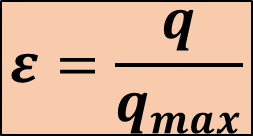 ε = q / q_max